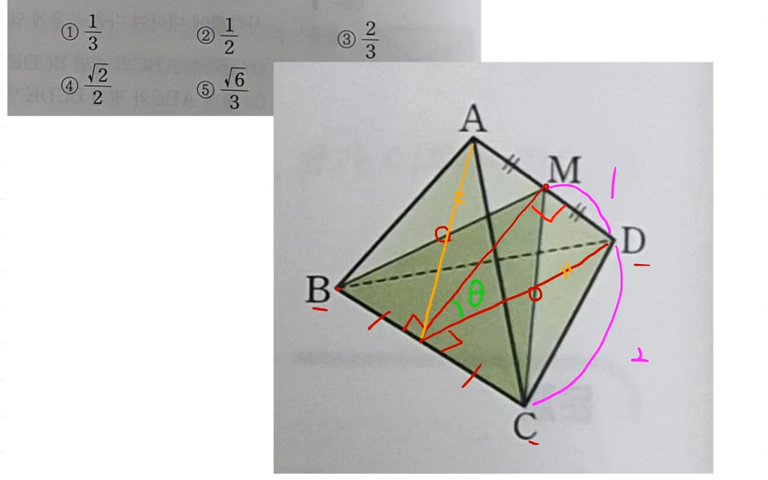 ① 1/3 ② 1/2 ③ 2/3
④ √2/2 ⑤ √6/3
A
M
1
D
B
θ
2
C